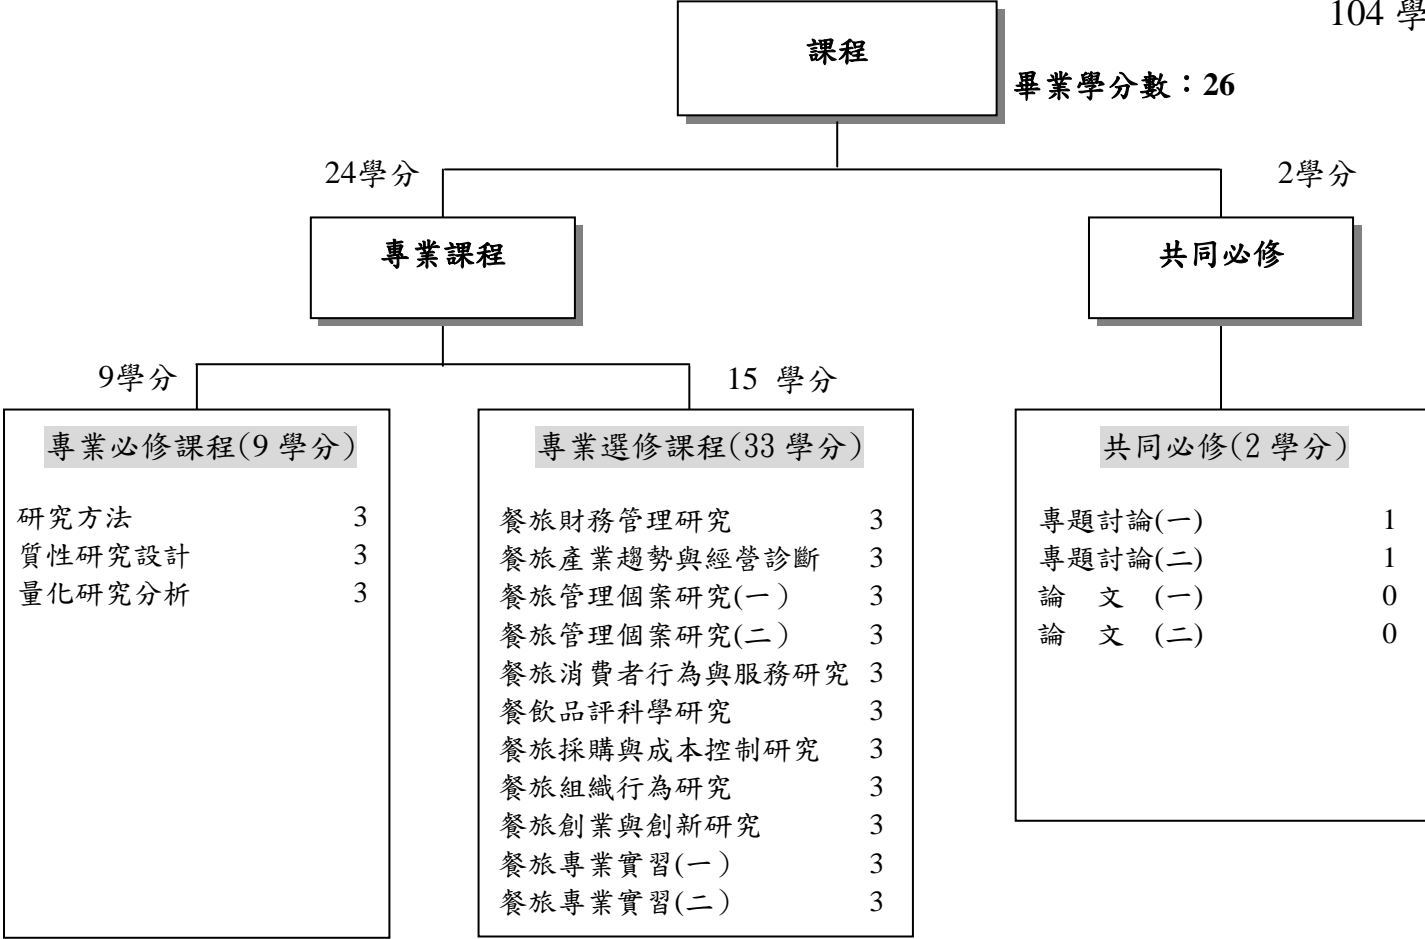 104 學
課程
畢業學分數：26
24學分
2學分
專業課程
共同必修
9學分
15 學分
專業必修課程(9 學分)
研究方法 3
質性研究設計 3
量化研究分析 3
專業選修課程(33 學分)
餐旅財務管理研究 3
餐旅產業趨勢與經營診斷 3
餐旅管理個案研究(一) 3
餐旅管理個案研究(二) 3
餐旅消費者行為與服務研究 3
餐飲品評科學研究 3
餐旅採購與成本控制研究 3
餐旅組織行為研究 3
餐旅創業與創新研究 3
餐旅專業實習(一) 3
餐旅專業實習(二) 3
共同必修(2 學分)
專題討論(一) 1
專題討論(二) 1
論 文 (一) 0
論 文 (二) 0